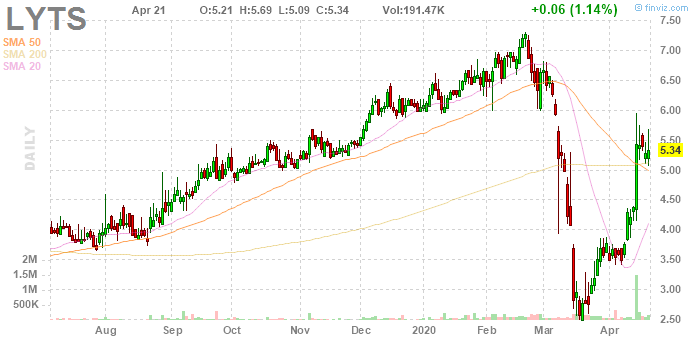 LYTS Apr 21 O:5.21 H:5.69 L:5.09 C:5.34 Vol:191.47K +0.06 (1.14%) © finviz.com
SMA 50
SMA 200
SMA 20
DAILY
7.50
7.00
6.50
6.00
5.50
5.34
5.00
4.50
4.00
3.50
3.00
2.50
2M
1.5M
1M
500K
Aug Sep Oct Nov Dec 2020 Feb Mar Apr